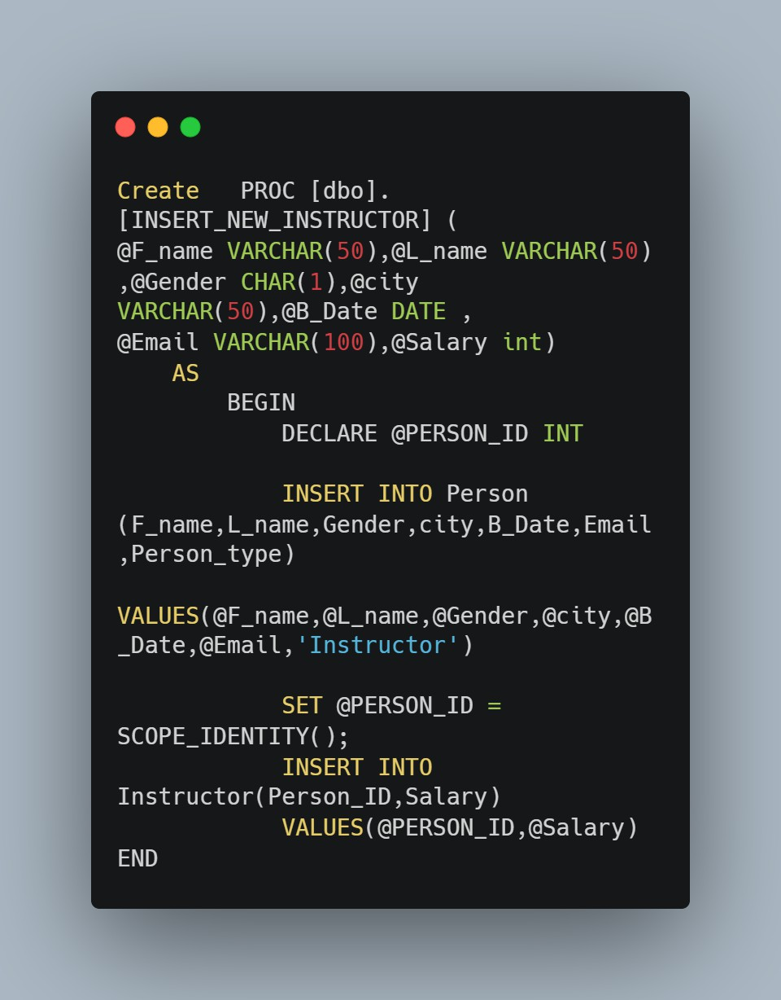 Create   PROC [dbo].
[INSERT_NEW_INSTRUCTOR] (
@F_name VARCHAR(50),@L_name VARCHAR(50)
,@Gender CHAR(1),@city
VARCHAR(50),@B_Date DATE ,
@Email VARCHAR(100),@Salary int)
    AS
        BEGIN
            DECLARE @PERSON_ID INT
            INSERT INTO Person
(F_name,L_name,Gender,city,B_Date,Email
,Person_type)
VALUES(@F_name,@L_name,@Gender,@city,@B
_Date,@Email,'Instructor')
            SET @PERSON_ID =
SCOPE_IDENTITY();
            INSERT INTO
Instructor(Person_ID,Salary)
            VALUES(@PERSON_ID,@Salary)
END